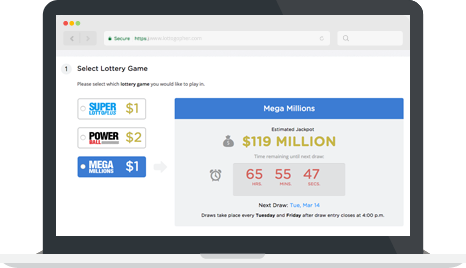 Secure https:
1 Select Lottery Game
Please select which lottery game you would like to play in.
SUPER LOTTO PLUS $1
POWER BALL $2
MEGA MILLIONS $1
Mega Millions
Estimated Jackpot
$119 MILLION
Time remaining until next draw:
65 55 47
HRS MINS SECS
Next Draw: Tue, Mar 14
Draws take place every Tuesday and Friday after draw entry closes at 4:00 p.m.